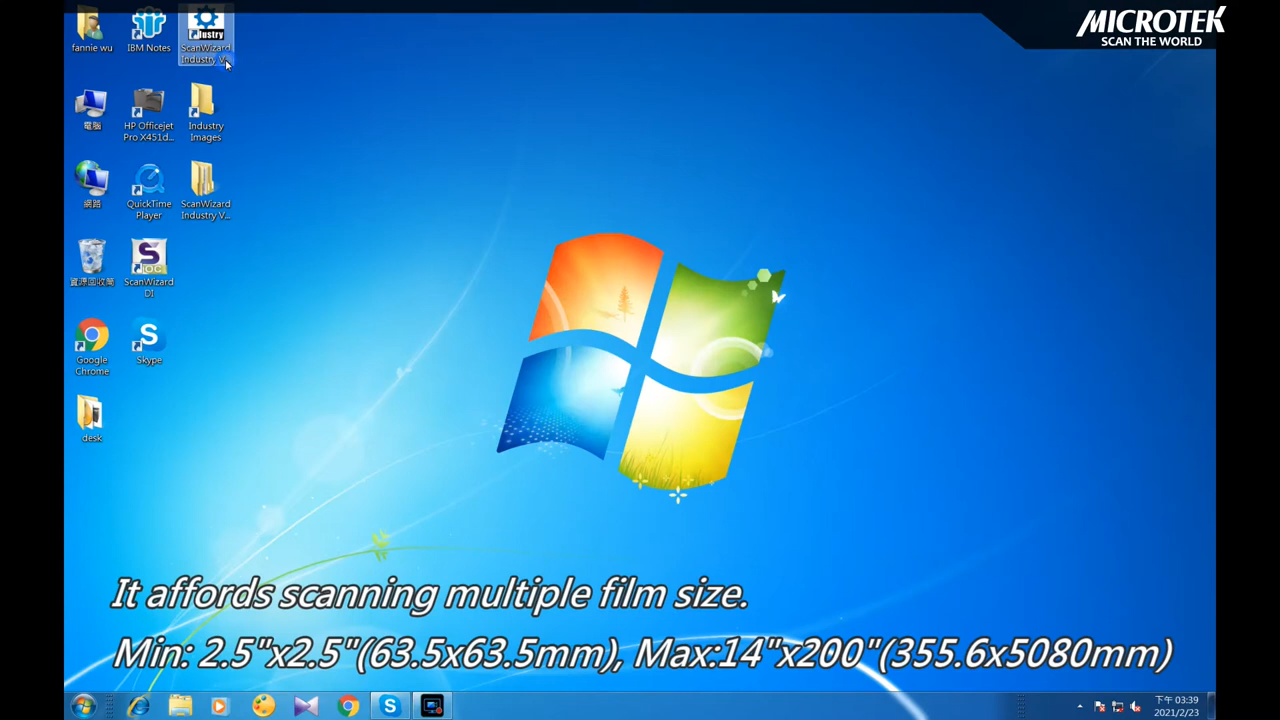 MICROTEK
SCAN THE WORLD
fannie wu
IBM Notes
ScanWizard
Industry V...
電腦
HP Officejet
Pro X451d...
Industry
Images
網路
QuickTime
Player
ScanWizard
Industry V...
資源回收筒
ScanWizard
DI
Google
Chrome
Skype
desk
It affords scanning multiple film size.
Min: 2.5"x2.5"(63.5x63.5mm), Max:14"x200"(355.6x5080mm)
下午 03:39
2021/2/23